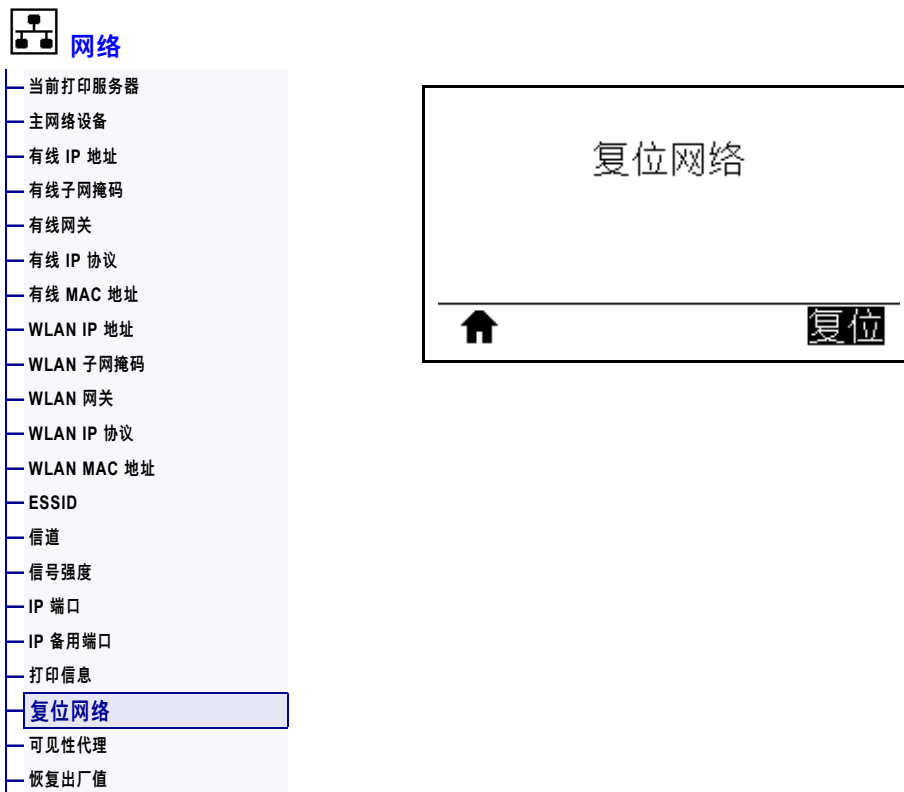 网络
当前打印服务器
主网络设备
有线 IP 地址
有线子网掩码
有线网关
有线 IP 协议
有线 MAC 地址
WLAN IP 地址
WLAN 子网掩码
WLAN 网关
WLAN IP 协议
WLAN MAC 地址
ESSID
信道
信号强度
IP 端口
IP 备用端口
打印信息
复位网络
可见性代理
恢复出厂值
复位网络
复位